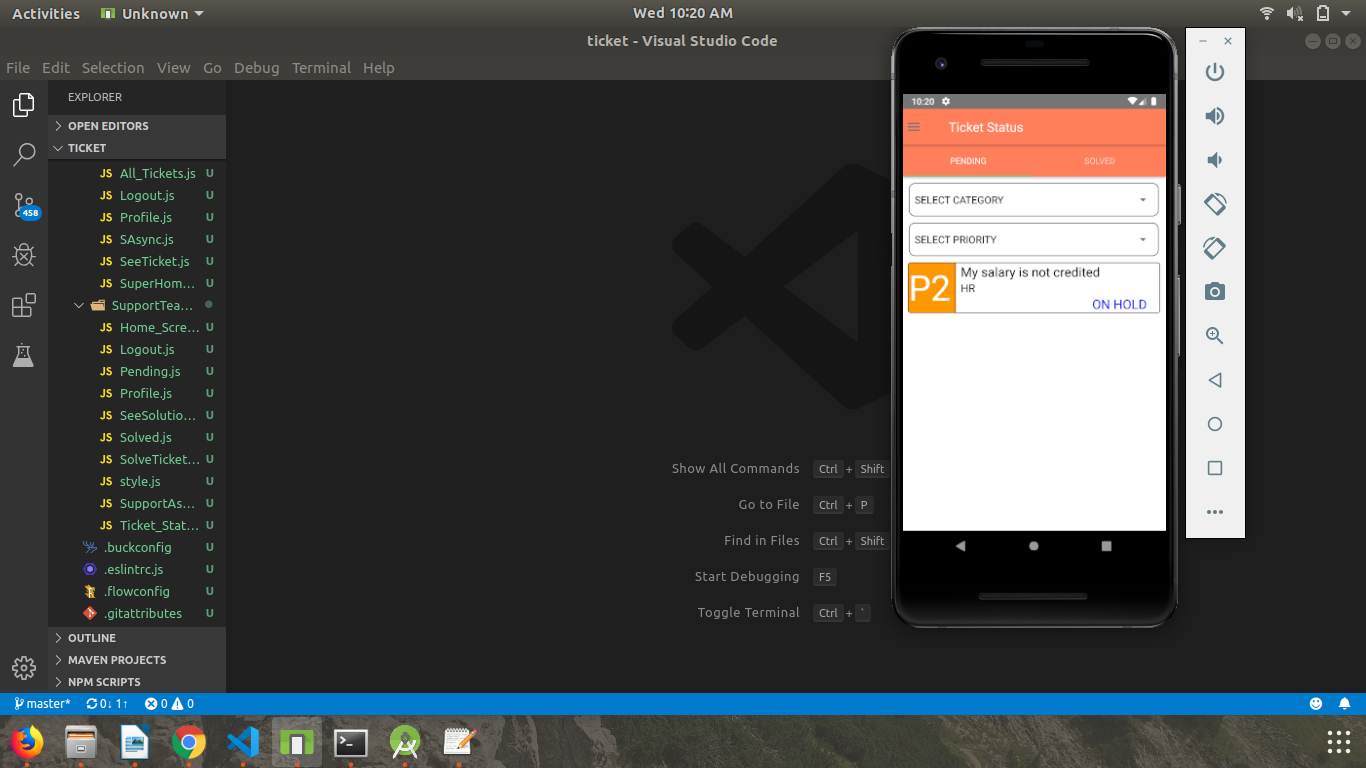 Activities Unknown Wed 10:20 AM
ticket - Visual Studio Code
File Edit Selection View Go Debug Terminal Help
EXPLORER
OPEN EDITORS
TICKET
JS All_Tickets.js U
JS Logout.js U
JS Profile.js U
JS SAsync.js U
JS SeeTicket.js U
JS SuperHom... U
SupportTea...
JS Home_Scre... U
JS Logout.js U
JS Pending.js U
JS Profile.js U
JS SeeSolutio... U
JS Solved.js U
JS SolveTicket... U
JS style.js U
JS SupportAs... U
JS Ticket_Stat... U
.buckconfig U
.eslintrc.js U
.flowconfig U
.gitattributes U
OUTLINE
MAVEN PROJECTS
NPM SCRIPTS
458
Show All Commands Ctrl + Shift
Go to File Ctrl + P
Find in Files Ctrl + Shift
Start Debugging F5
Toggle Terminal Ctrl + `
10:20
Ticket Status
PENDING SOLVED
SELECT CATEGORY
SELECT PRIORITY
P2 My salary is not credited
HR
ON HOLD
master* 0↓ 1↑ 0 0